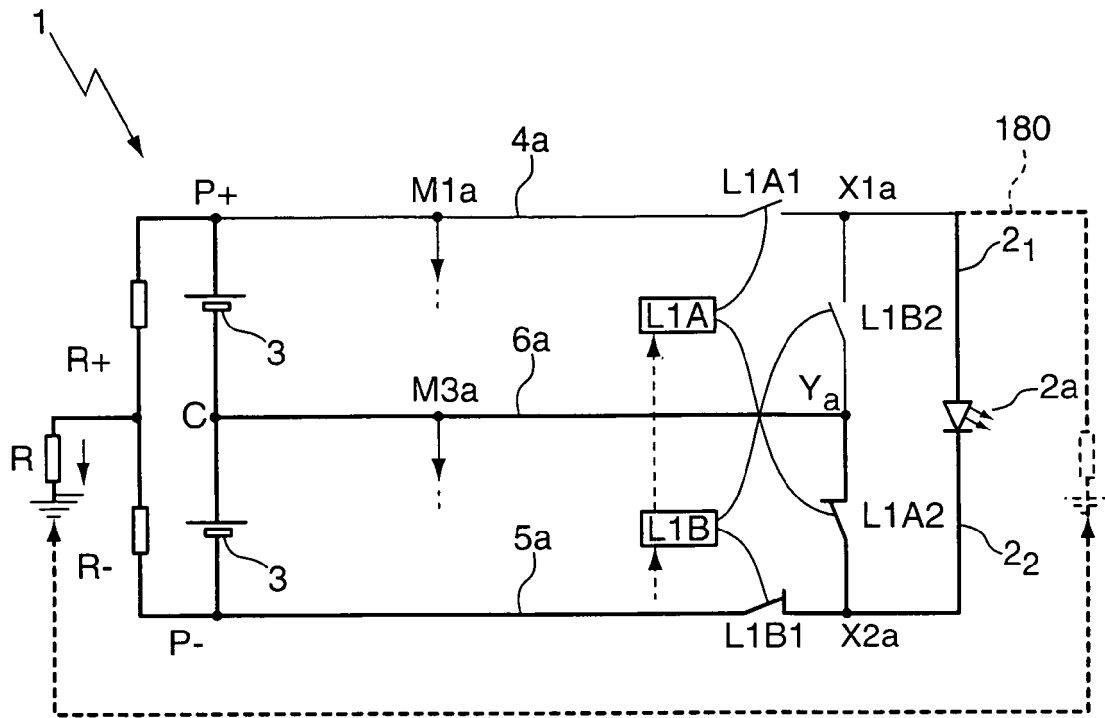 1
180
4a
P+
M1a
L1A1
X1a
2₁
L1A
L1B2
3
R+
6a
M3a
Yₐ
2a
C
R
L1A2
L1B
R-
3
5a
2₂
P-
L1B1
X2a